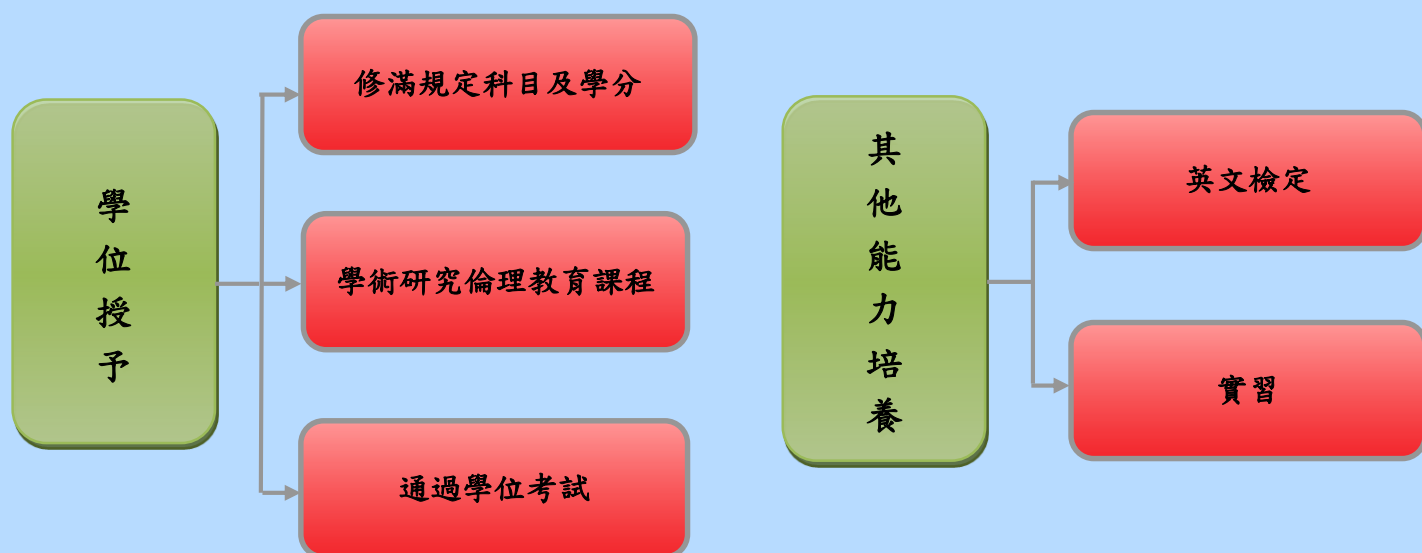 學位授予
修滿規定科目及學分
學術研究倫理教育課程
通過學位考試
其他能力培養
英文檢定
實習